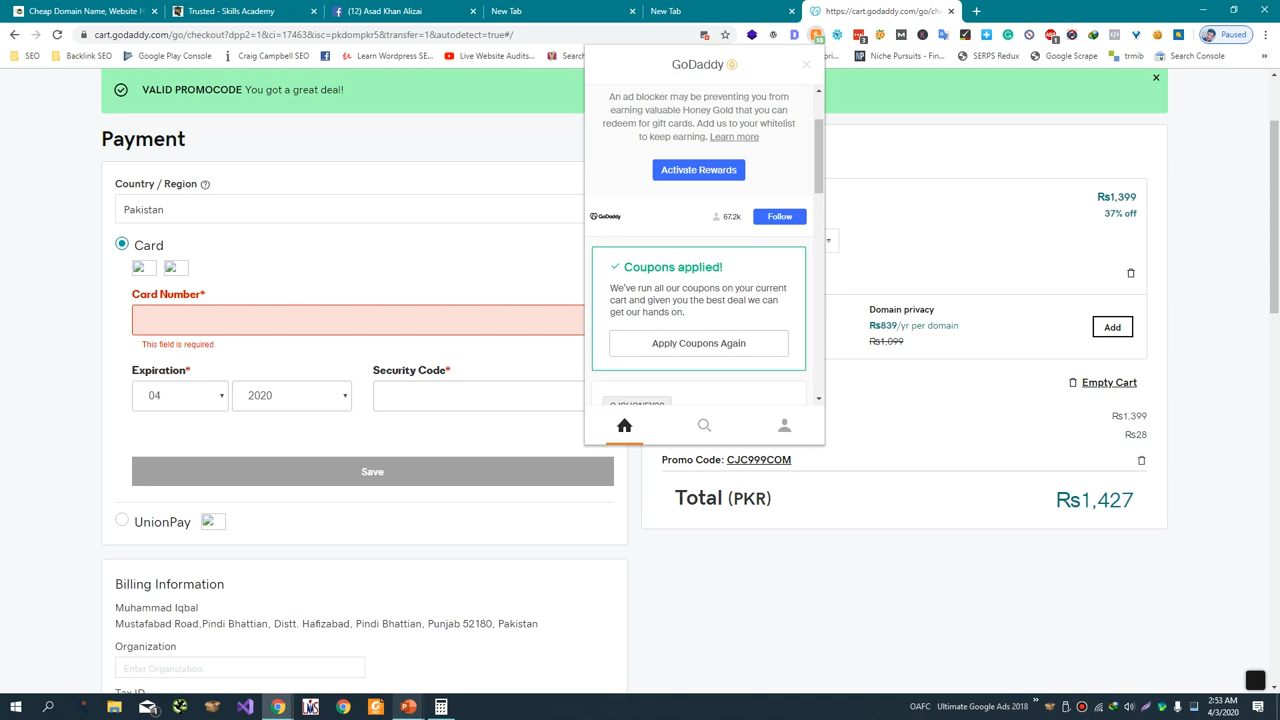 Cheap Domain Name, Website H
Trusted - Skills Academy
(12) Asad Khan Alizai
New Tab
New Tab
https://cart.godaddy.com/go/che
cart.godaddy.com/go/checkout?dpp2=1&ci=17463&isc=pkdompkr5&transfer=1&autodetect=true#/
Paused
SEO
Backlink SEO
Google Play Console
Craig Campbell SEO
Learn Wordpress SE...
Live Website Audits...
Niche Pursuits - Fin...
SERPS Redux
Google Scrape
trmib
Search Console
VALID PROMOCODE You got a great deal!
Payment
Country / Region
Pakistan
Card
Card Number*
This field is required.
Expiration*
Security Code*
04
2020
Save
UnionPay
Billing Information
Muhammad Iqbal
Mustafabad Road,Pindi Bhattian, Distt. Hafizabad, Pindi Bhattian, Punjab 52180, Pakistan
Organization
Enter Organization
Tax ID
GoDaddy
An ad blocker may be preventing you from
earning valuable Honey Gold that you can
redeem for gift cards. Add us to your whitelist
to keep earning. Learn more
Activate Rewards
GoDaddy
67.2k
Follow
Coupons applied!
We've run all our coupons on your current
cart and given you the best deal we can
get our hands on.
Apply Coupons Again
₨1,399
37% off
Domain privacy
₨839/yr per domain
₨1,099
Add
Empty Cart
₨1,399
₨28
Promo Code: CJC999COM
Total (PKR)
₨1,427
OAFC
Ultimate Google Ads 2018
2:53 AM
4/3/2020